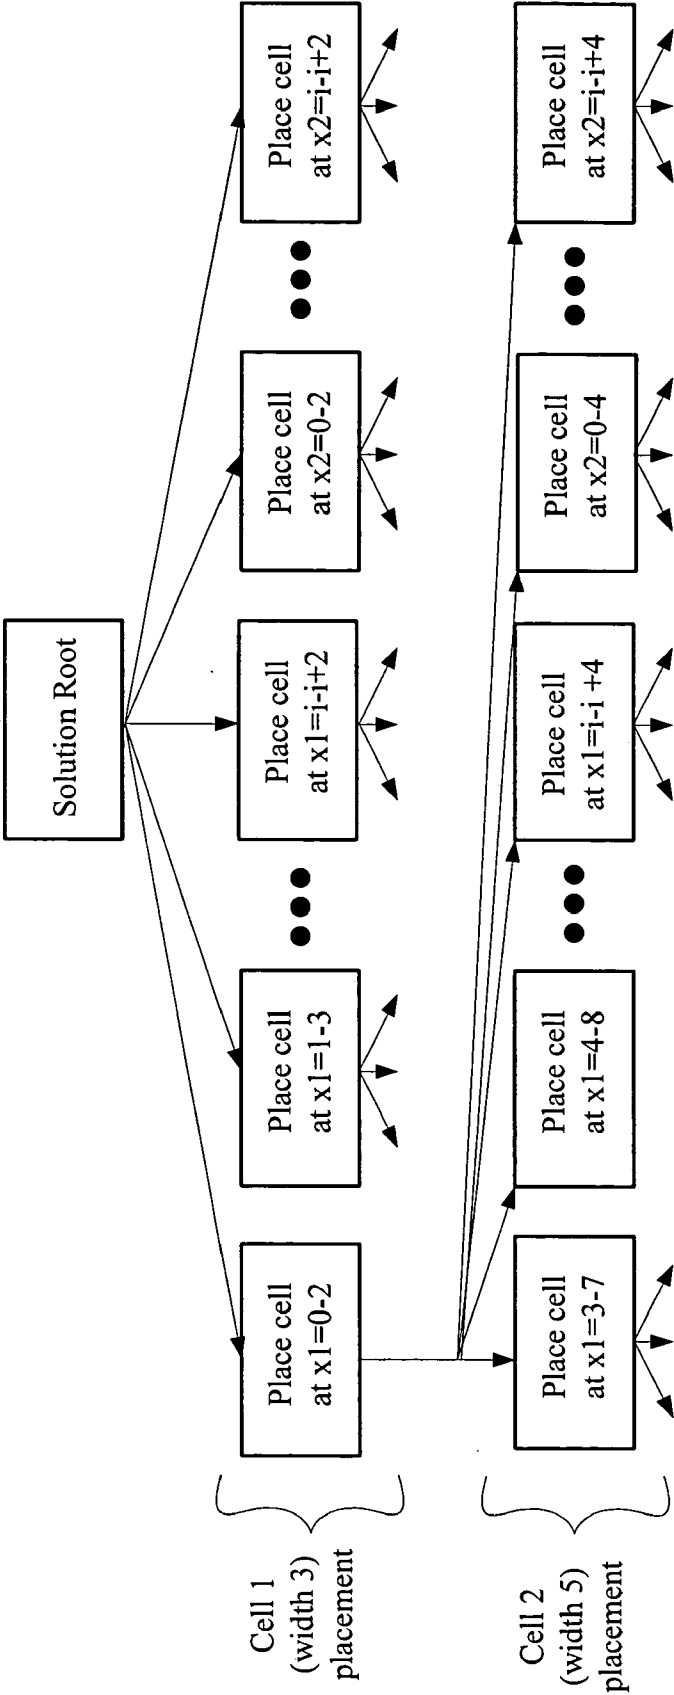 Solution Root
Cell 1
(width 3)
placement
Place cell
at x1=0-2
Place cell
at x1=1-3
Place cell
at x1=i-i+2
Place cell
at x2=0-2
Place cell
at x2=i-i+2
Cell 2
(width 5)
placement
Place cell
at x1=3-7
Place cell
at x1=4-8
Place cell
at x1=i-i +4
Place cell
at x2=0-4
Place cell
at x2=i-i+4